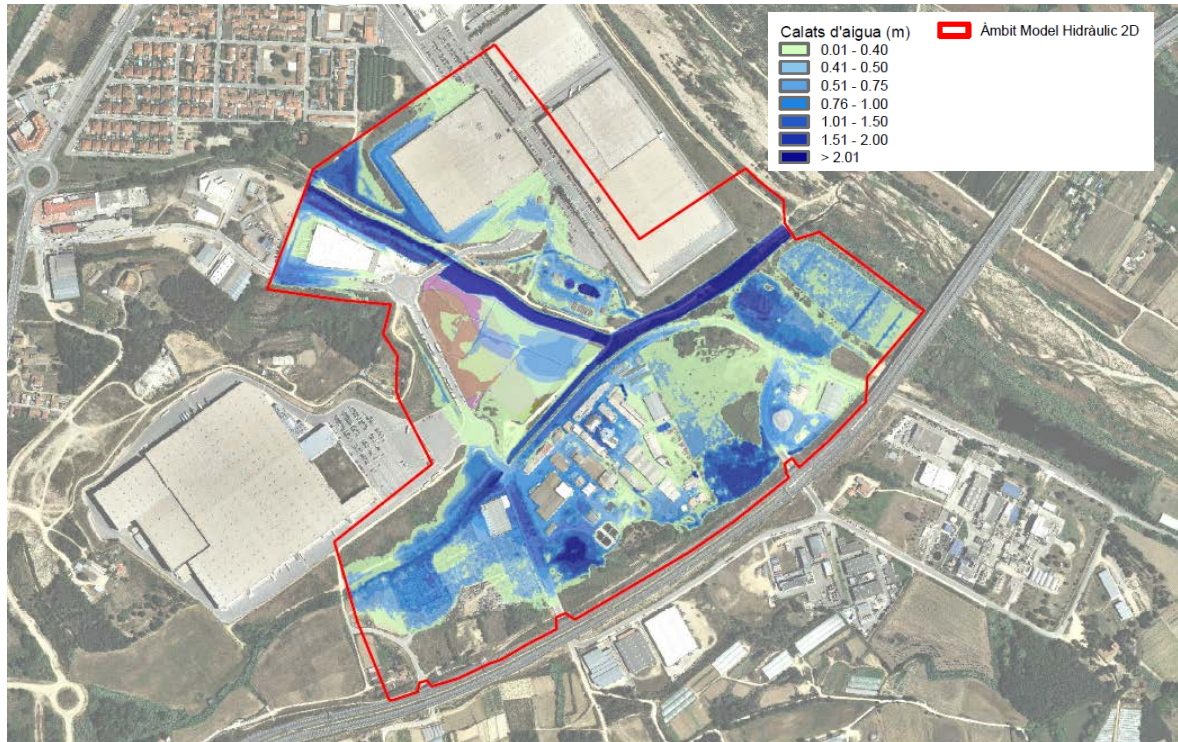 Calats d'aigua (m)
0.01 - 0.40
0.41 - 0.50
0.51 - 0.75
0.76 - 1.00
1.01 - 1.50
1.51 - 2.00
> 2.01
Àmbit Model Hidràulic 2D